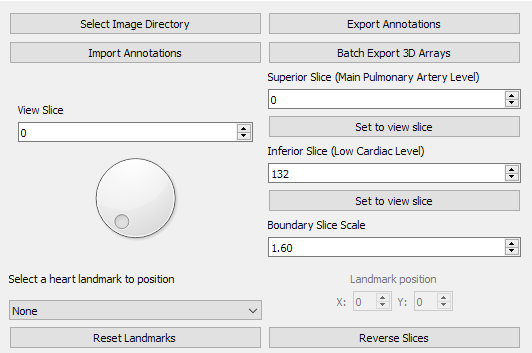 Select Image Directory
Export Annotations
Import Annotations
Batch Export 3D Arrays
Superior Slice (Main Pulmonary Artery Level)
0
View Slice
0
Set to view slice
Inferior Slice (Low Cardiac Level)
132
Set to view slice
Boundary Slice Scale
1.60
Select a heart landmark to position
Landmark position
None
X: 0 Y: 0
Reset Landmarks
Reverse Slices